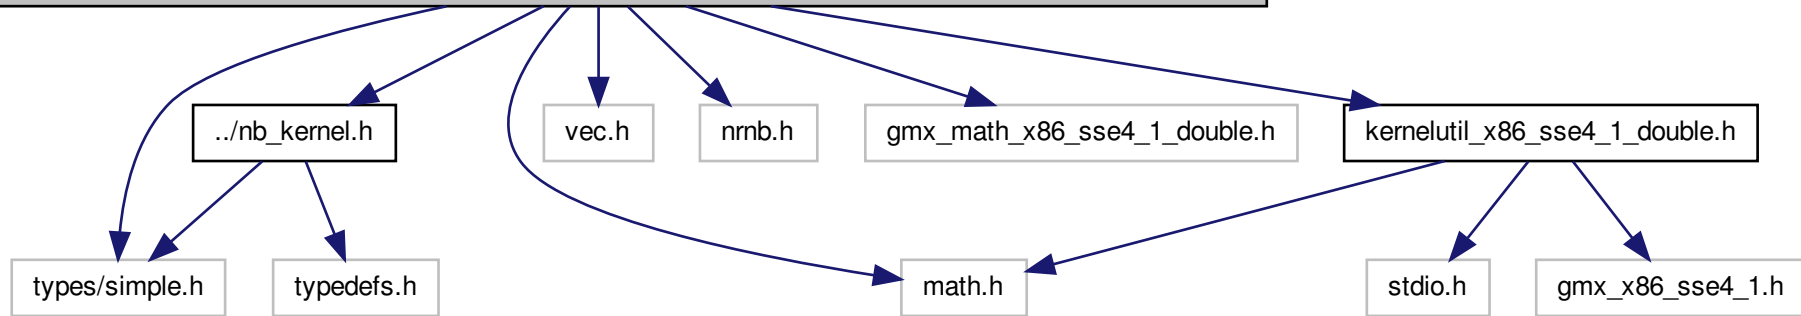 ../nb_kernel.h
vec.h
nrnb.h
gmx_math_x86_sse4_1_double.h
kernelutil_x86_sse4_1_double.h
types/simple.h
typedefs.h
math.h
stdio.h
gmx_x86_sse4_1.h